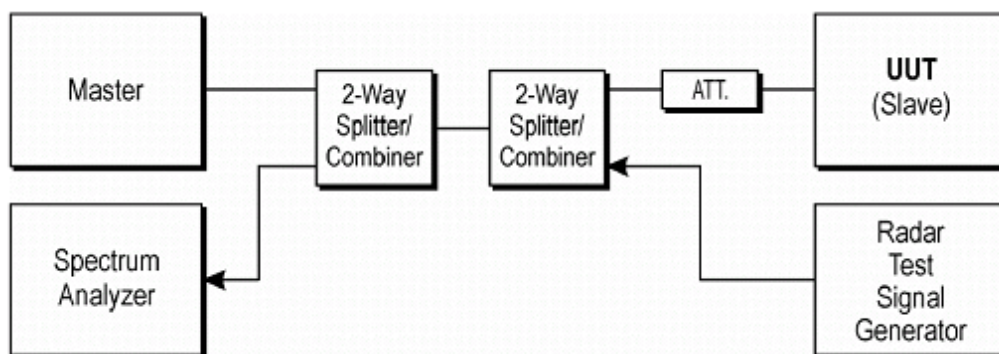 Master
2-Way
Splitter/
Combiner
2-Way
Splitter/
Combiner
ATT.
UUT
(Slave)
Spectrum
Analyzer
Radar
Test
Signal
Generator